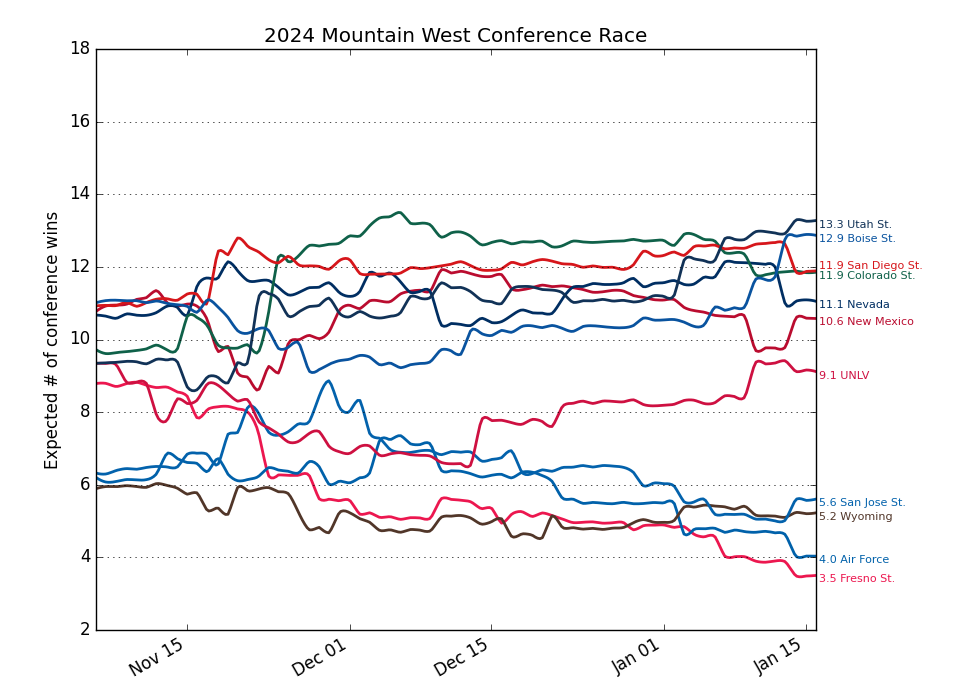 2024 Mountain West Conference Race
Expected # of conference wins
18
16
14
12
10
8
6
4
2
13.3 Utah St.
12.9 Boise St.
11.9 San Diego St.
11.9 Colorado St.
11.1 Nevada
10.6 New Mexico
9.1 UNLV
5.6 San Jose St.
5.2 Wyoming
4.0 Air Force
3.5 Fresno St.
Nov 15
Dec 01
Dec 15
Jan 01
Jan 15